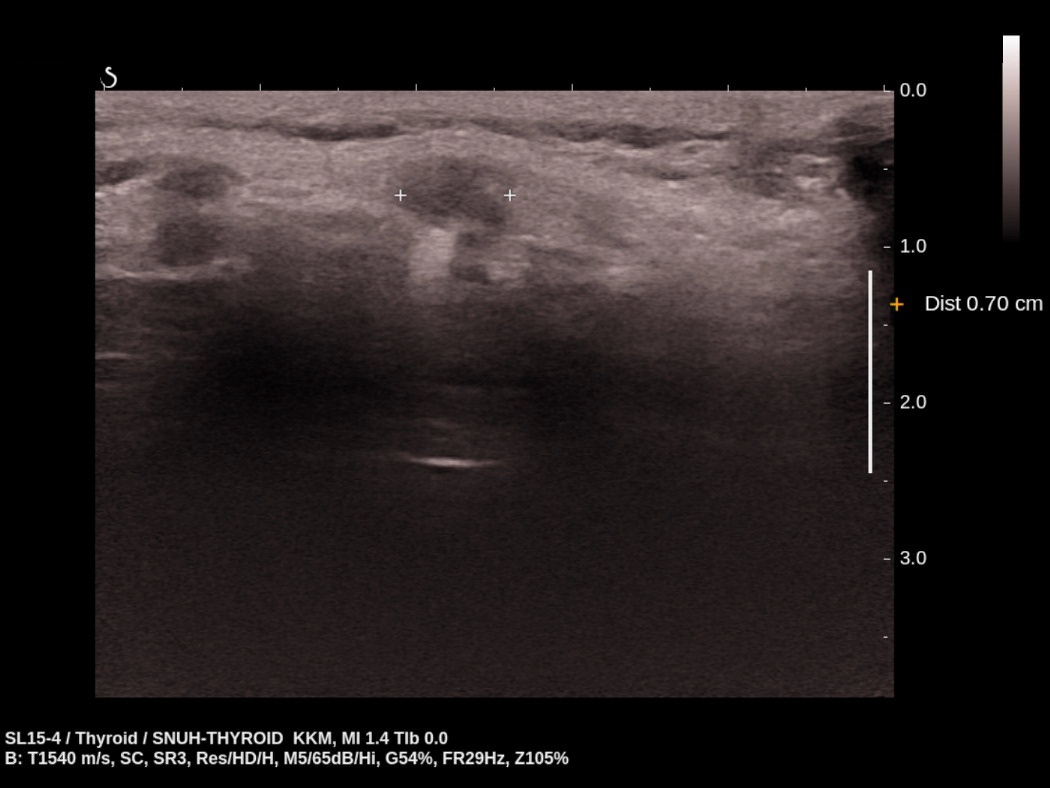 0.0
1.0
Dist 0.70 cm
2.0
3.0
SL15-4 / Thyroid / SNUH-THYROID KKM, MI 1.4 TIb 0.0
B: T1540 m/s, SC, SR3, Res/HD/H, M5/65dB/Hi, G54%, FR29Hz, Z105%